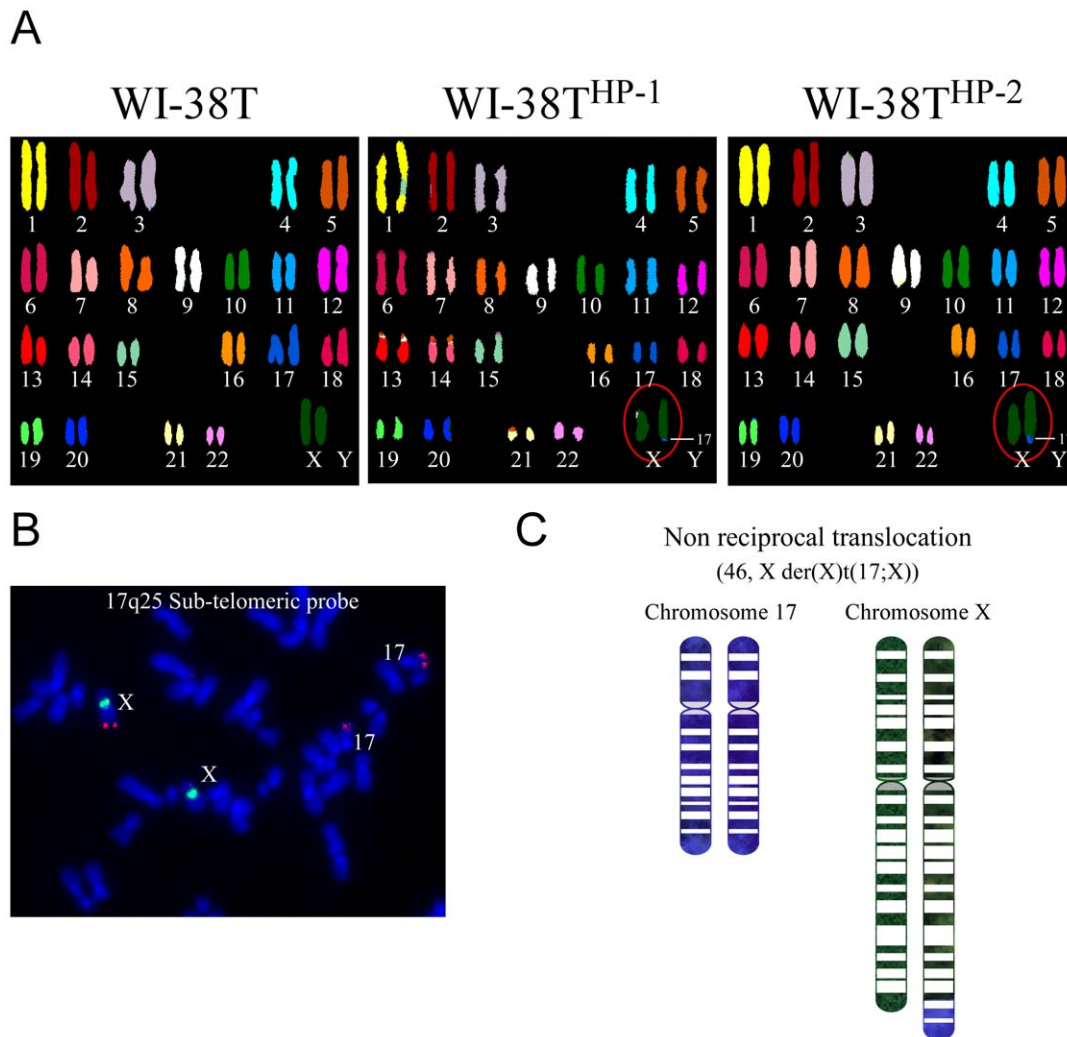 A
WI-38T
1 2 3 4 5
6 7 8 9 10 11 12
13 14 15 16 17 18
19 20 21 22 X Y
WI-38T^HP-1
1 2 3 4 5
6 7 8 9 10 11 12
13 14 15 16 17 18
17
19 20 21 22 X Y
WI-38T^HP-2
1 2 3 4 5
6 7 8 9 10 11 12
13 14 15 16 17 18
17
19 20 21 22 X Y
B
17q25 Sub-telomeric probe
17
X
17
X
C
Non reciprocal translocation
(46, X der(X)t(17;X))
Chromosome 17 Chromosome X